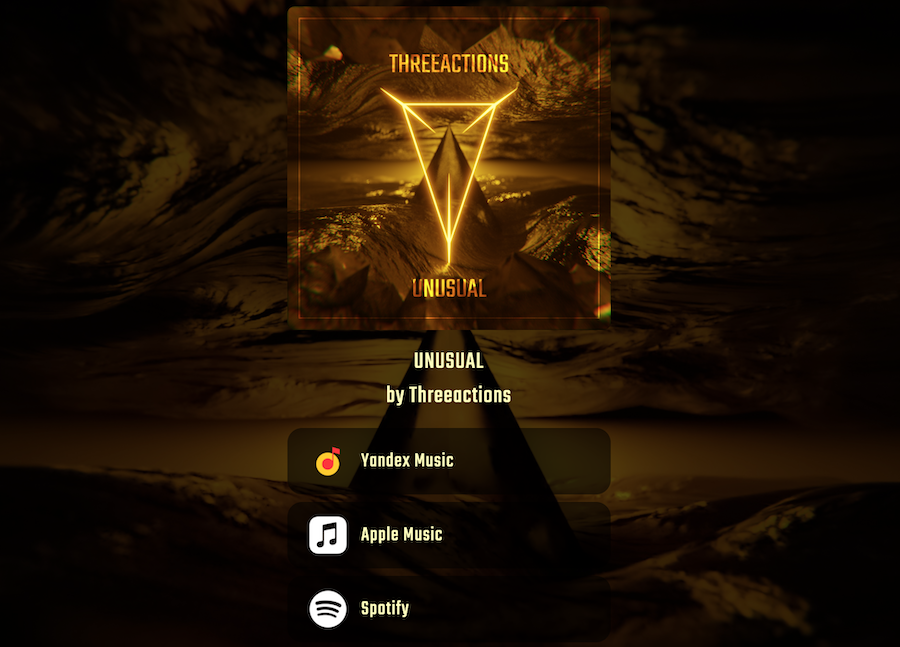 THREEACTIONS
UNUSUAL
UNUSUAL
by Threeactions
Yandex Music
Apple Music
Spotify